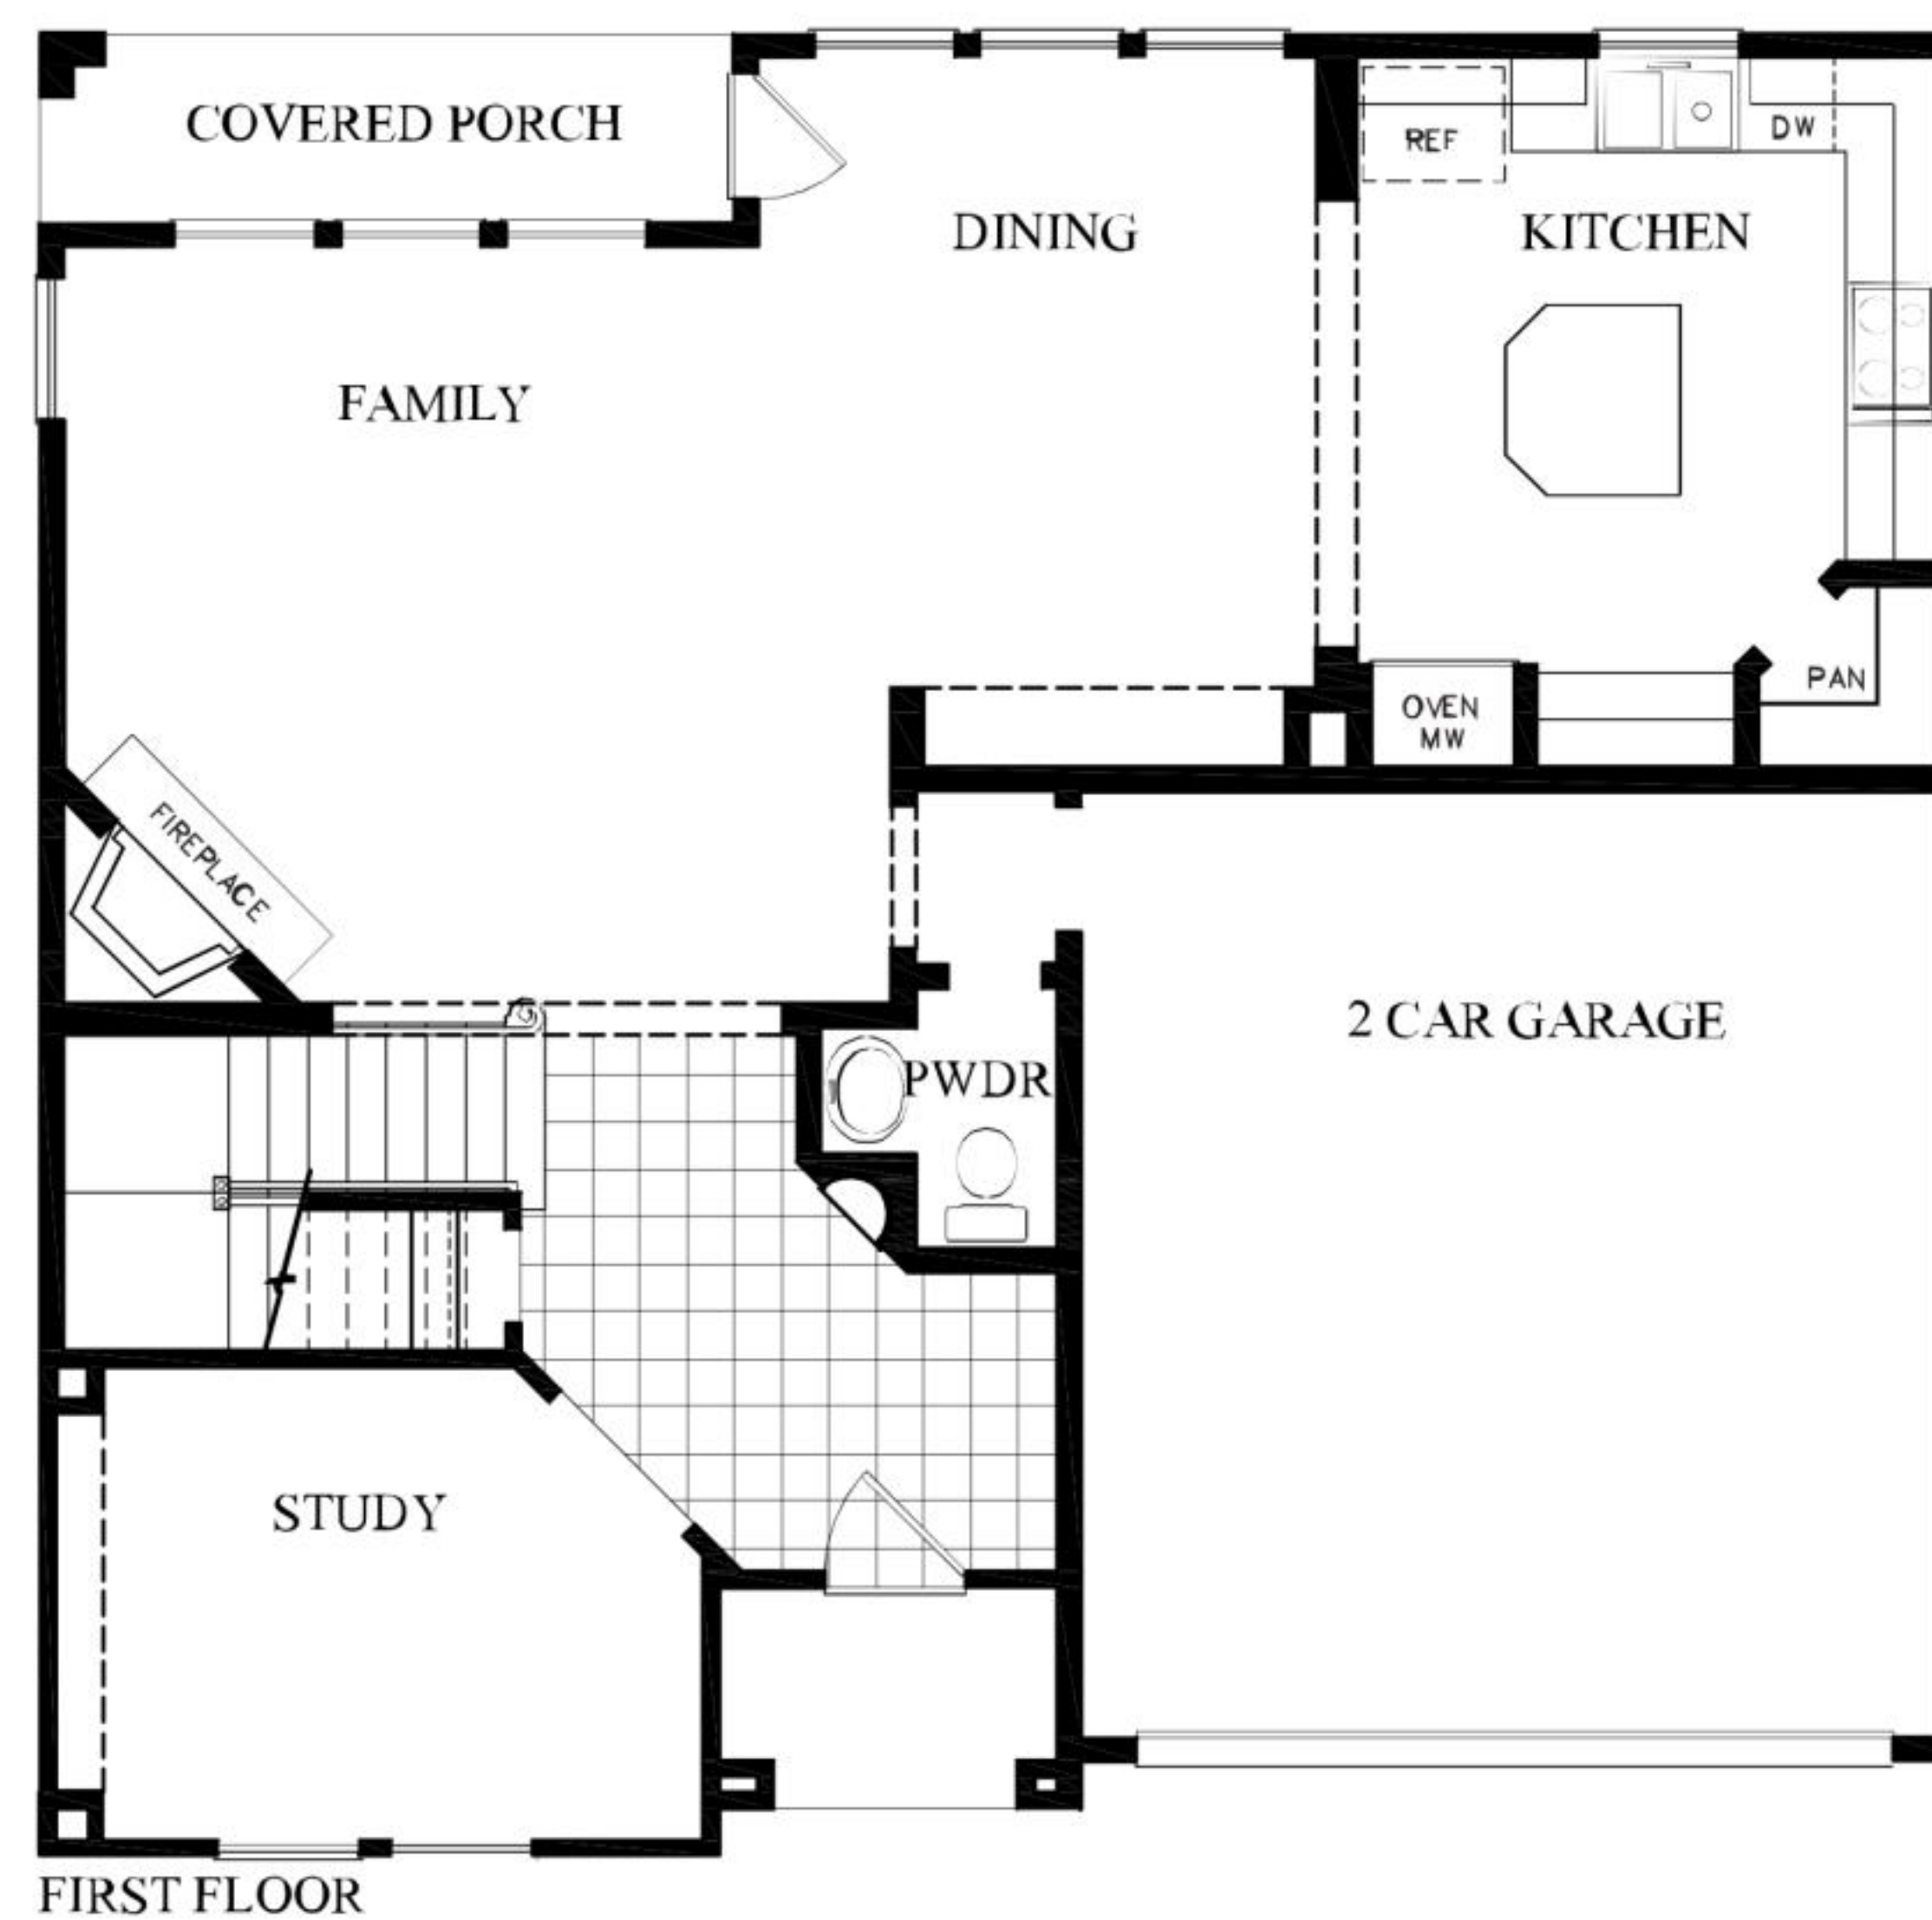 COVERED PORCH
REF
DW
DINING
KITCHEN
FAMILY
PAN
OVEN
MW
FIREPLACE
2 CAR GARAGE
PWDR
STUDY
FIRST FLOOR